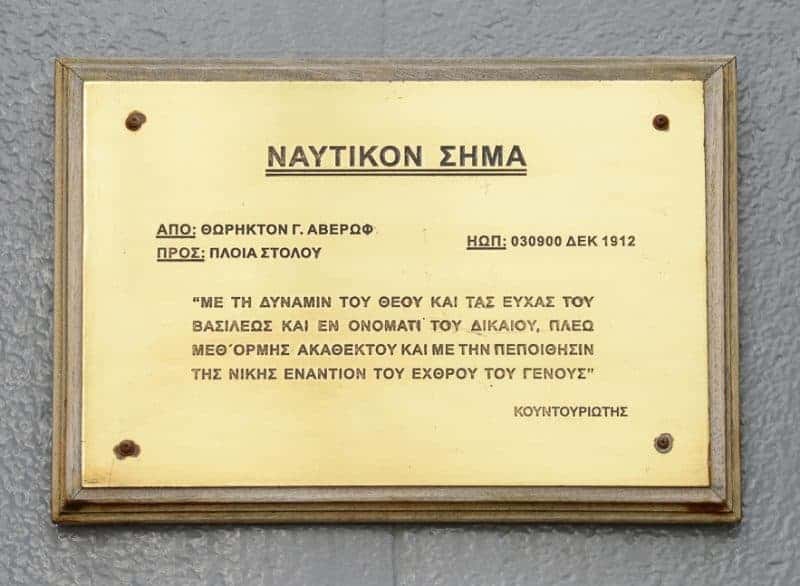 ΝΑΥΤΙΚΟΝ ΣΗΜΑ
ΑΠΟ: ΘΩΡΗΚΤΟΝ Γ. ΑΒΕΡΩΦ
ΠΡΟΣ: ΠΛΟΙΑ ΣΤΟΛΟΥ
ΗΩΠ: 030900 ΔΕΚ 1912
“ΜΕ ΤΗ ΔΥΝΑΜΙΝ ΤΟΥ ΘΕΟΥ ΚΑΙ ΤΑΣ ΕΥΧΑΣ ΤΟΥ
ΒΑΣΙΛΕΩΣ ΚΑΙ ΕΝ ΟΝΟΜΑΤΙ ΤΟΥ ΔΙΚΑΙΟΥ, ΠΛΕΩ
ΜΕΘ΄ΟΡΜΗΣ ΑΚΑΘΕΚΤΟΥ ΚΑΙ ΜΕ ΤΗΝ ΠΕΠΟΙΘΗΣΙΝ
ΤΗΣ ΝΙΚΗΣ ΕΝΑΝΤΙΟΝ ΤΟΥ ΕΧΘΡΟΥ ΤΟΥ ΓΕΝΟΥΣ”
ΚΟΥΝΤΟΥΡΙΩΤΗΣ